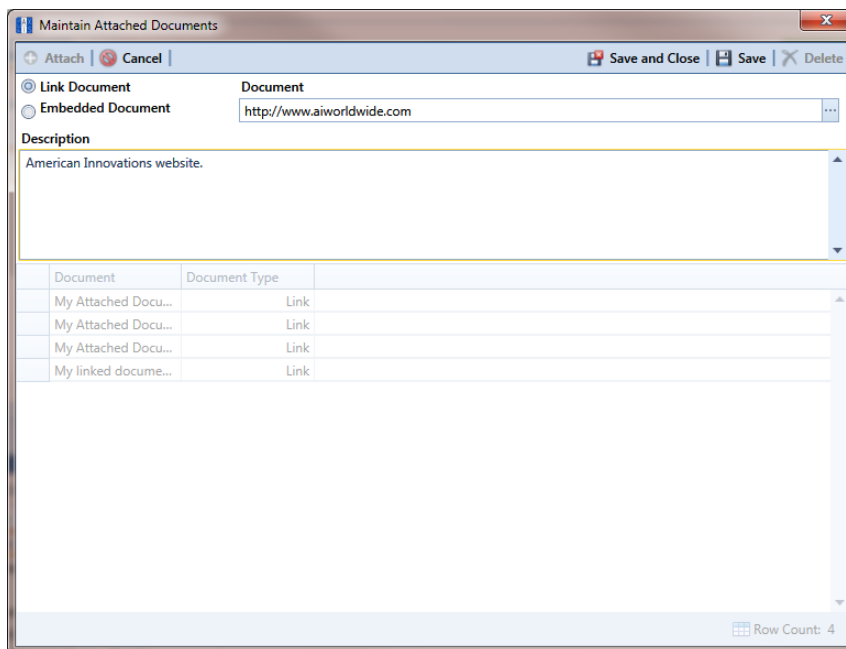 Maintain Attached Documents
x
Attach | Cancel | Save and Close | Save | Delete
Link Document Document
Embedded Document http://www.aiworldwide.com ...
Description
American Innovations website.
Document Document Type
My Attached Docu... Link
My Attached Docu... Link
My Attached Docu... Link
My linked docume... Link
Row Count: 4